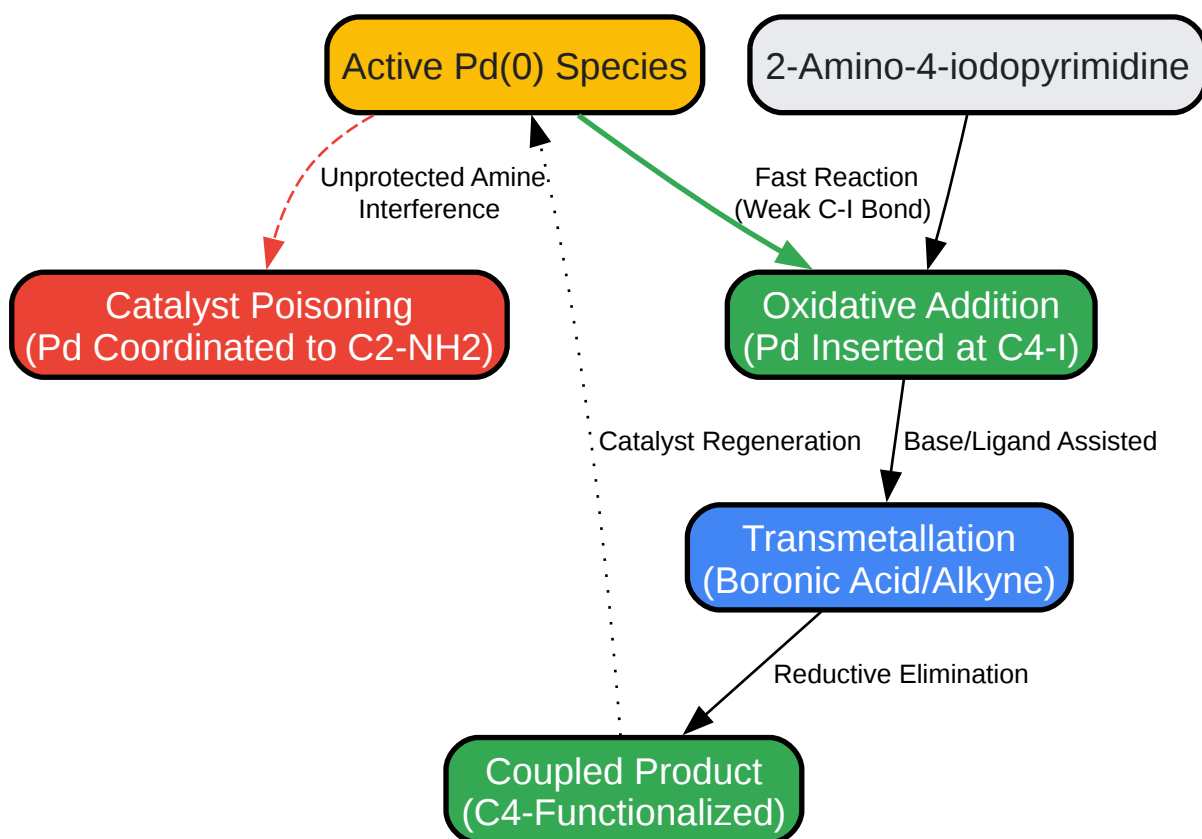 Active Pd(0) Species
2-Amino-4-iodopyrimidine
Unprotected Amine
Interference
Fast Reaction
(Weak C-I Bond)
Catalyst Poisoning
(Pd Coordinated to C2-NH2)
Oxidative Addition
(Pd Inserted at C4-I)
Catalyst Regeneration
Base/Ligand Assisted
Transmetallation
(Boronic Acid/Alkyne)
Reductive Elimination
Coupled Product
(C4-Functionalized)